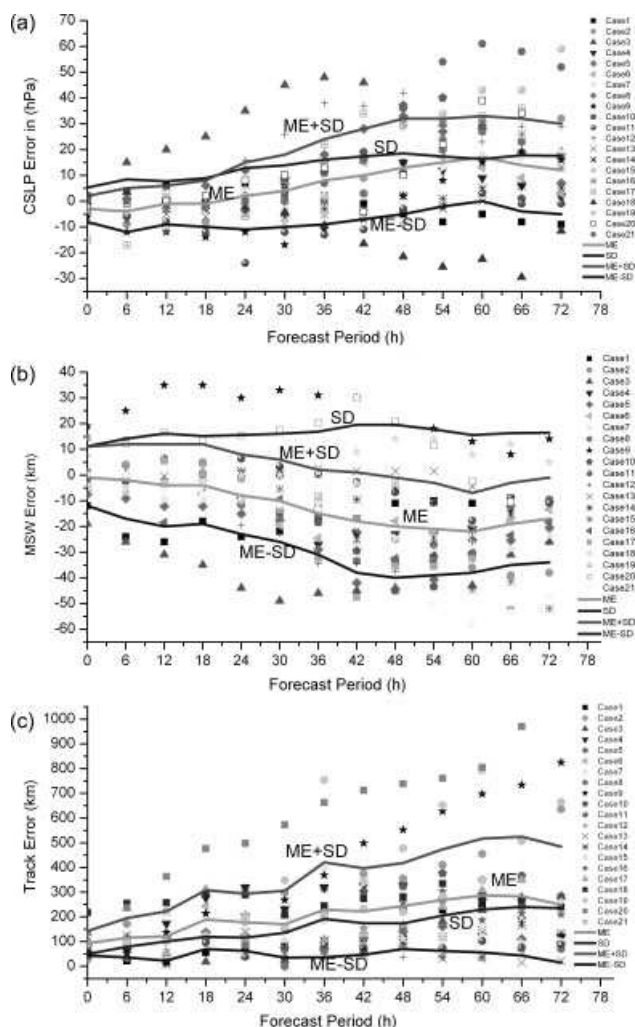 (a)
CSLP Error in (hPa)
70
60
50
40
30
20
10
0
-10
-20
-30
ME+SD
SD
ME
ME-SD
0 6 12 18 24 30 36 42 48 54 60 66 72 78
Forecast Period (h)
Case1
Case2
Case3
Case4
Case5
Case6
Case7
Case8
Case9
Case10
Case11
Case12
Case13
Case14
Case15
Case16
Case17
Case18
Case19
Case20
Case21
ME
SD
ME+SD
ME-SD
(b)
MSW Error (km)
40
30
20
10
0
-10
-20
-30
-40
-50
-60
SD
ME+SD
ME
ME-SD
0 6 12 18 24 30 36 42 48 54 60 66 72 78
Forecast Period (h)
Case1
Case2
Case3
Case4
Case5
Case6
Case7
Case8
Case9
Case10
Case11
Case12
Case13
Case14
Case15
Case16
Case17
Case18
Case19
Case20
Case21
ME
SD
ME+SD
ME-SD
(c)
Track Error (km)
1000
900
800
700
600
500
400
300
200
100
0
ME+SD
ME
SD
ME-SD
0 6 12 18 24 30 36 42 48 54 60 66 72 78
Forecast Period (h)
Case1
Case2
Case3
Case4
Case5
Case6
Case7
Case8
Case9
Case10
Case11
Case12
Case13
Case14
Case15
Case16
Case17
Case18
Case19
Case20
Case21
ME
SD
ME+SD
ME-SD